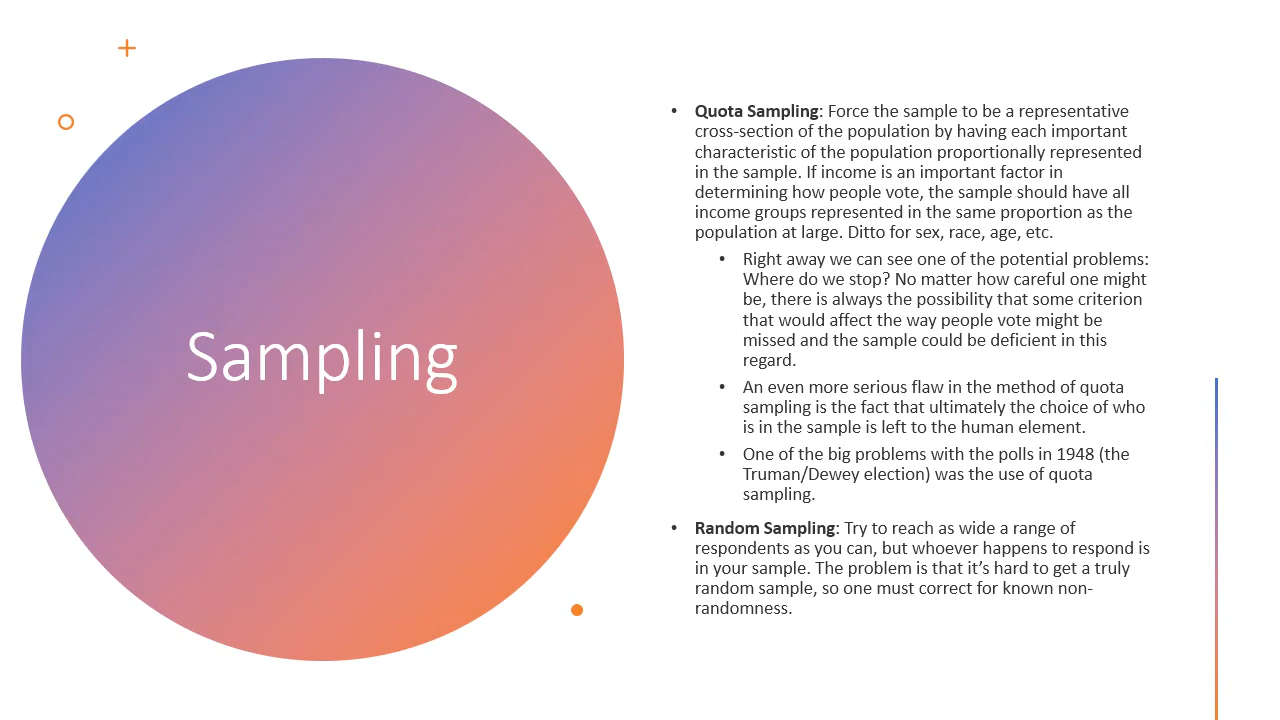 Sampling
• Quota Sampling: Force the sample to be a representative
cross-section of the population by having each important
characteristic of the population proportionally represented
in the sample. If income is an important factor in
determining how people vote, the sample should have all
income groups represented in the same proportion as the
population at large. Ditto for sex, race, age, etc.
• Right away we can see one of the potential problems:
Where do we stop? No matter how careful one might
be, there is always the possibility that some criterion
that would affect the way people vote might be
missed and the sample could be deficient in this
regard.
• An even more serious flaw in the method of quota
sampling is the fact that ultimately the choice of who
is in the sample is left to the human element.
• One of the big problems with the polls in 1948 (the
Truman/Dewey election) was the use of quota
sampling.
• Random Sampling: Try to reach as wide a range of
respondents as you can, but whoever happens to respond is
in your sample. The problem is that it’s hard to get a truly
random sample, so one must correct for known non-
randomness.